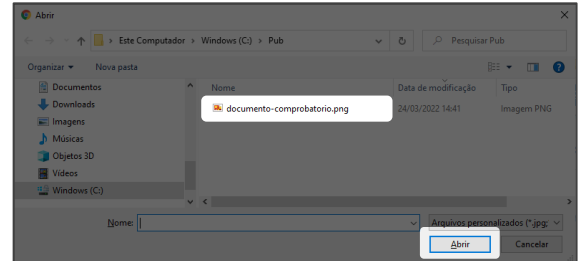 Abrir
Este Computador > Windows (C:) > Pub
Pesquisar Pub
Organizar Nova pasta
Documentos
Downloads
Imagens
Músicas
Objetos 3D
Vídeos
Windows (C:)
Nome Data de modificação Tipo
documento-comprobatorio.png 24/03/2022 14:41 Imagem PNG
Nome: Arquivos personalizados (*.jpg;
Abrir Cancelar